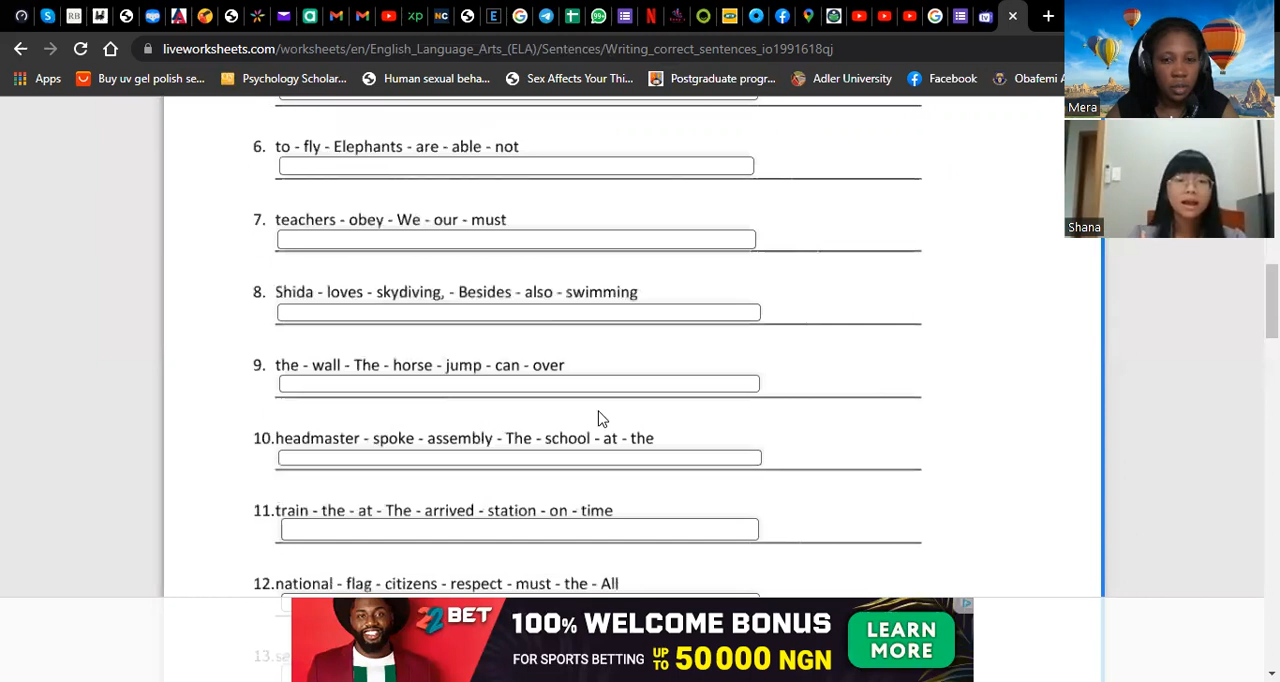 liveworksheets.com/worksheets/en/English_Language_Arts_(ELA)/Sentences/Writing_correct_sentences_io1991618qj
Apps Buy uv gel polish se... Psychology Scholar... Human sexual beha... Sex Affects Your Thi... Postgraduate progr... Adler University Facebook Obafemi A
Mera
Shana
6. to - fly - Elephants - are - able - not
7. teachers - obey - We - our - must
8. Shida - loves - skydiving, - Besides - also - swimming
9. the - wall - The - horse - jump - can - over
10.headmaster - spoke - assembly - The - school - at - the
11.train - the - at - The - arrived - station - on - time
12.national - flag - citizens - respect - must - the - All
13.se
22BET 100% WELCOME BONUS
FOR SPORTS BETTING UP TO 50 000 NGN
LEARN
MORE